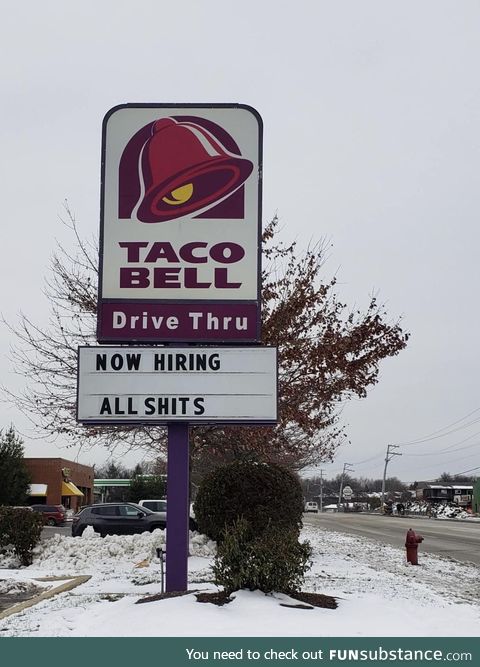 TACO
BELL
Drive Thru
NOW HIRING
ALL SHITS
You need to check out FUNsubstance.com